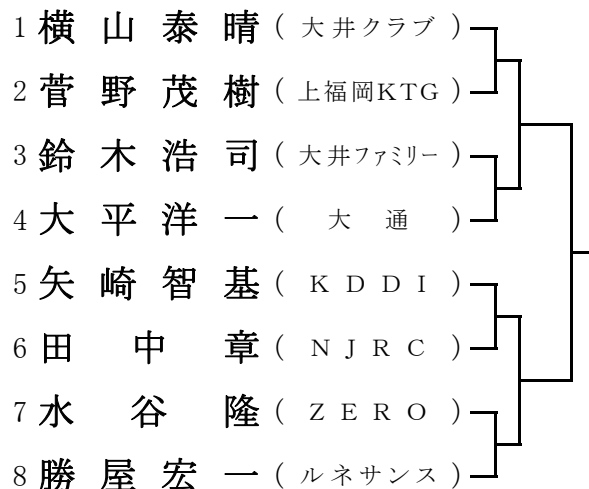 1 横山泰晴 ( 大井クラブ )
2 菅野茂樹 ( 上福岡KTG )
3 鈴木浩司 ( 大井ファミリー )
4 大平洋一 ( 大通 )
5 矢崎智基 ( KDDI )
6 田中章 ( NJRC )
7 水谷隆 ( ZERO )
8 勝屋宏一 ( ルネサンス )